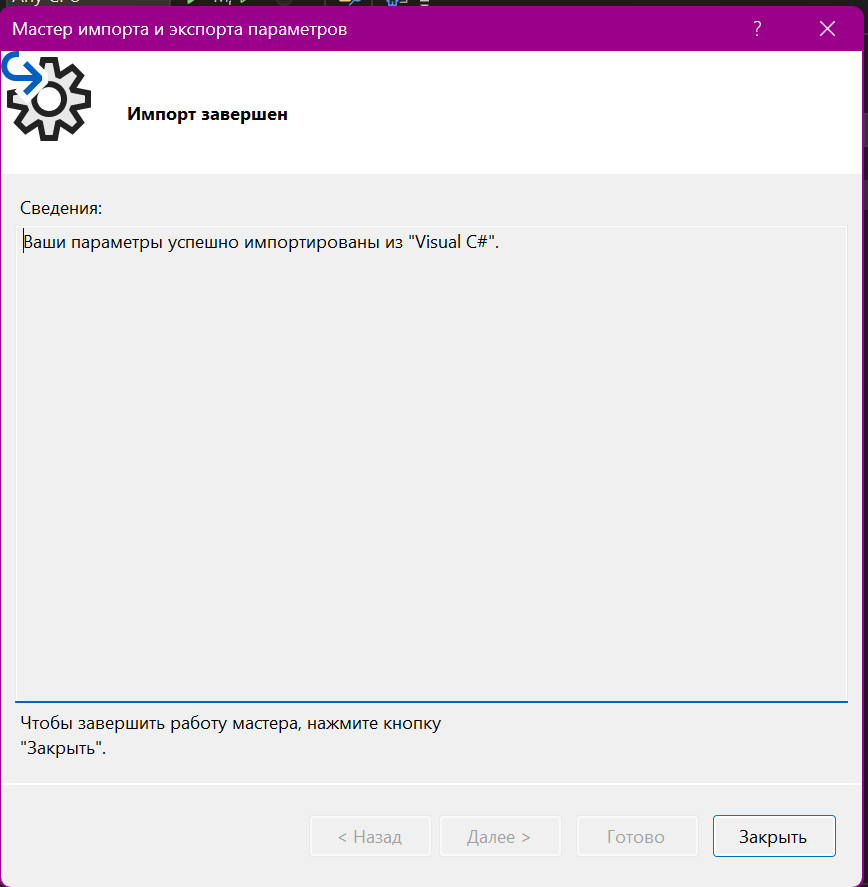 Мастер импорта и экспорта параметров
?
Импорт завершен
Сведения:
Ваши параметры успешно импортированы из "Visual C#".
Чтобы завершить работу мастера, нажмите кнопку
"Закрыть".
< Назад
Далее >
Готово
Закрыть